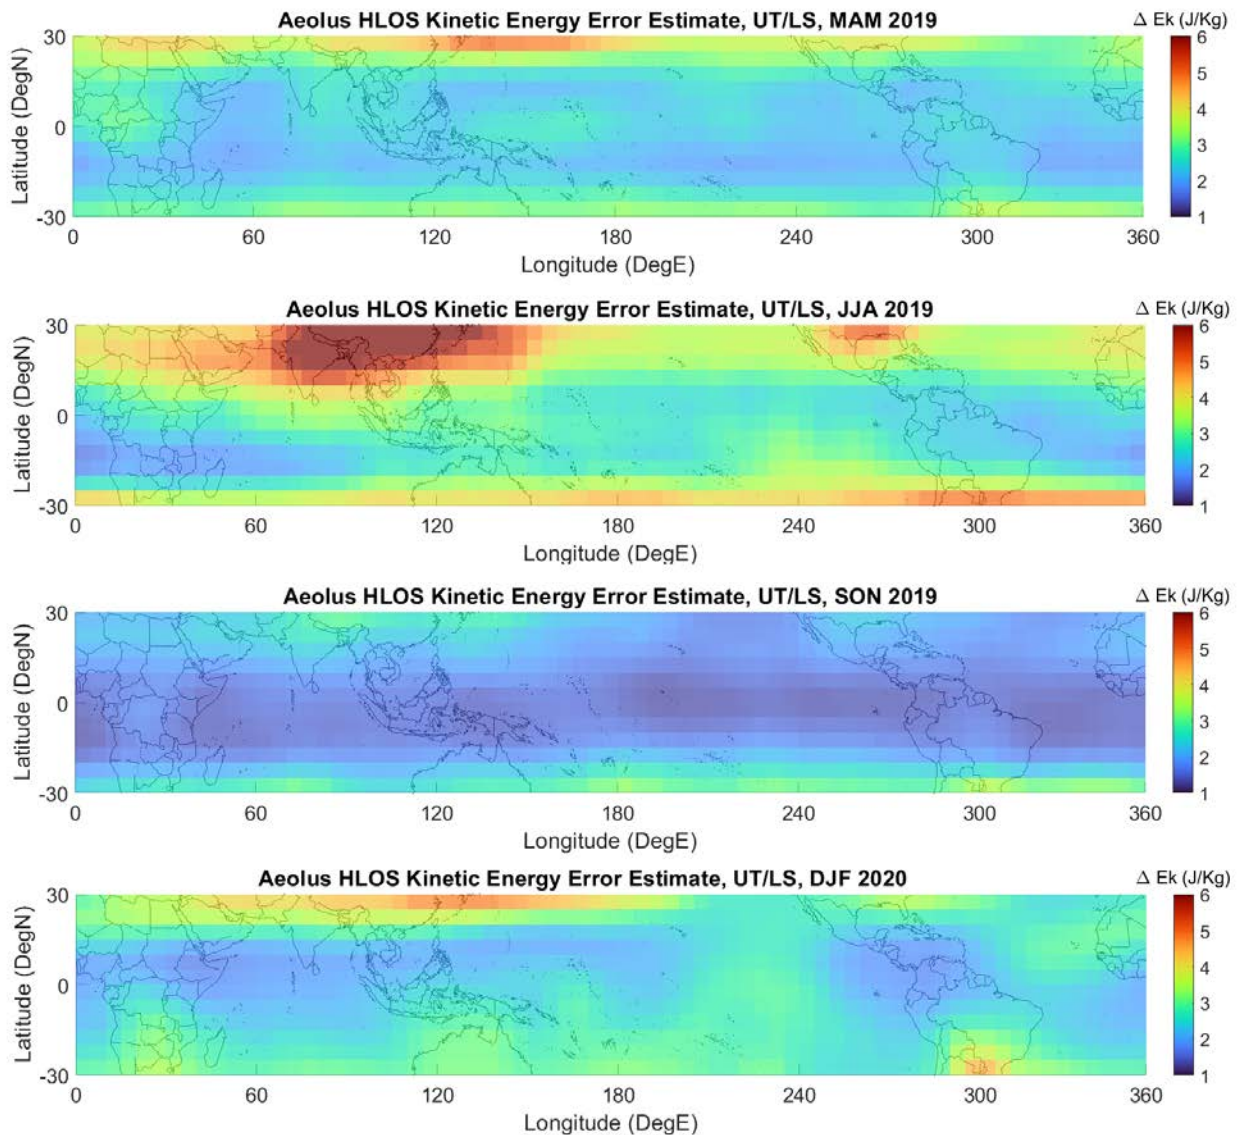 Aeolus HLOS Kinetic Energy Error Estimate, UT/LS, MAM 2019
Δ Ek (J/Kg)
30
0
-30
Latitude (DegN)
0 60 120 180 240 300 360
Longitude (DegE)
6
5
4
3
2
1
Aeolus HLOS Kinetic Energy Error Estimate, UT/LS, JJA 2019
Δ Ek (J/Kg)
30
0
-30
Latitude (DegN)
0 60 120 180 240 300 360
Longitude (DegE)
6
5
4
3
2
1
Aeolus HLOS Kinetic Energy Error Estimate, UT/LS, SON 2019
Δ Ek (J/Kg)
30
0
-30
Latitude (DegN)
0 60 120 180 240 300 360
Longitude (DegE)
6
5
4
3
2
1
Aeolus HLOS Kinetic Energy Error Estimate, UT/LS, DJF 2020
Δ Ek (J/Kg)
30
0
-30
Latitude (DegN)
0 60 120 180 240 300 360
Longitude (DegE)
6
5
4
3
2
1